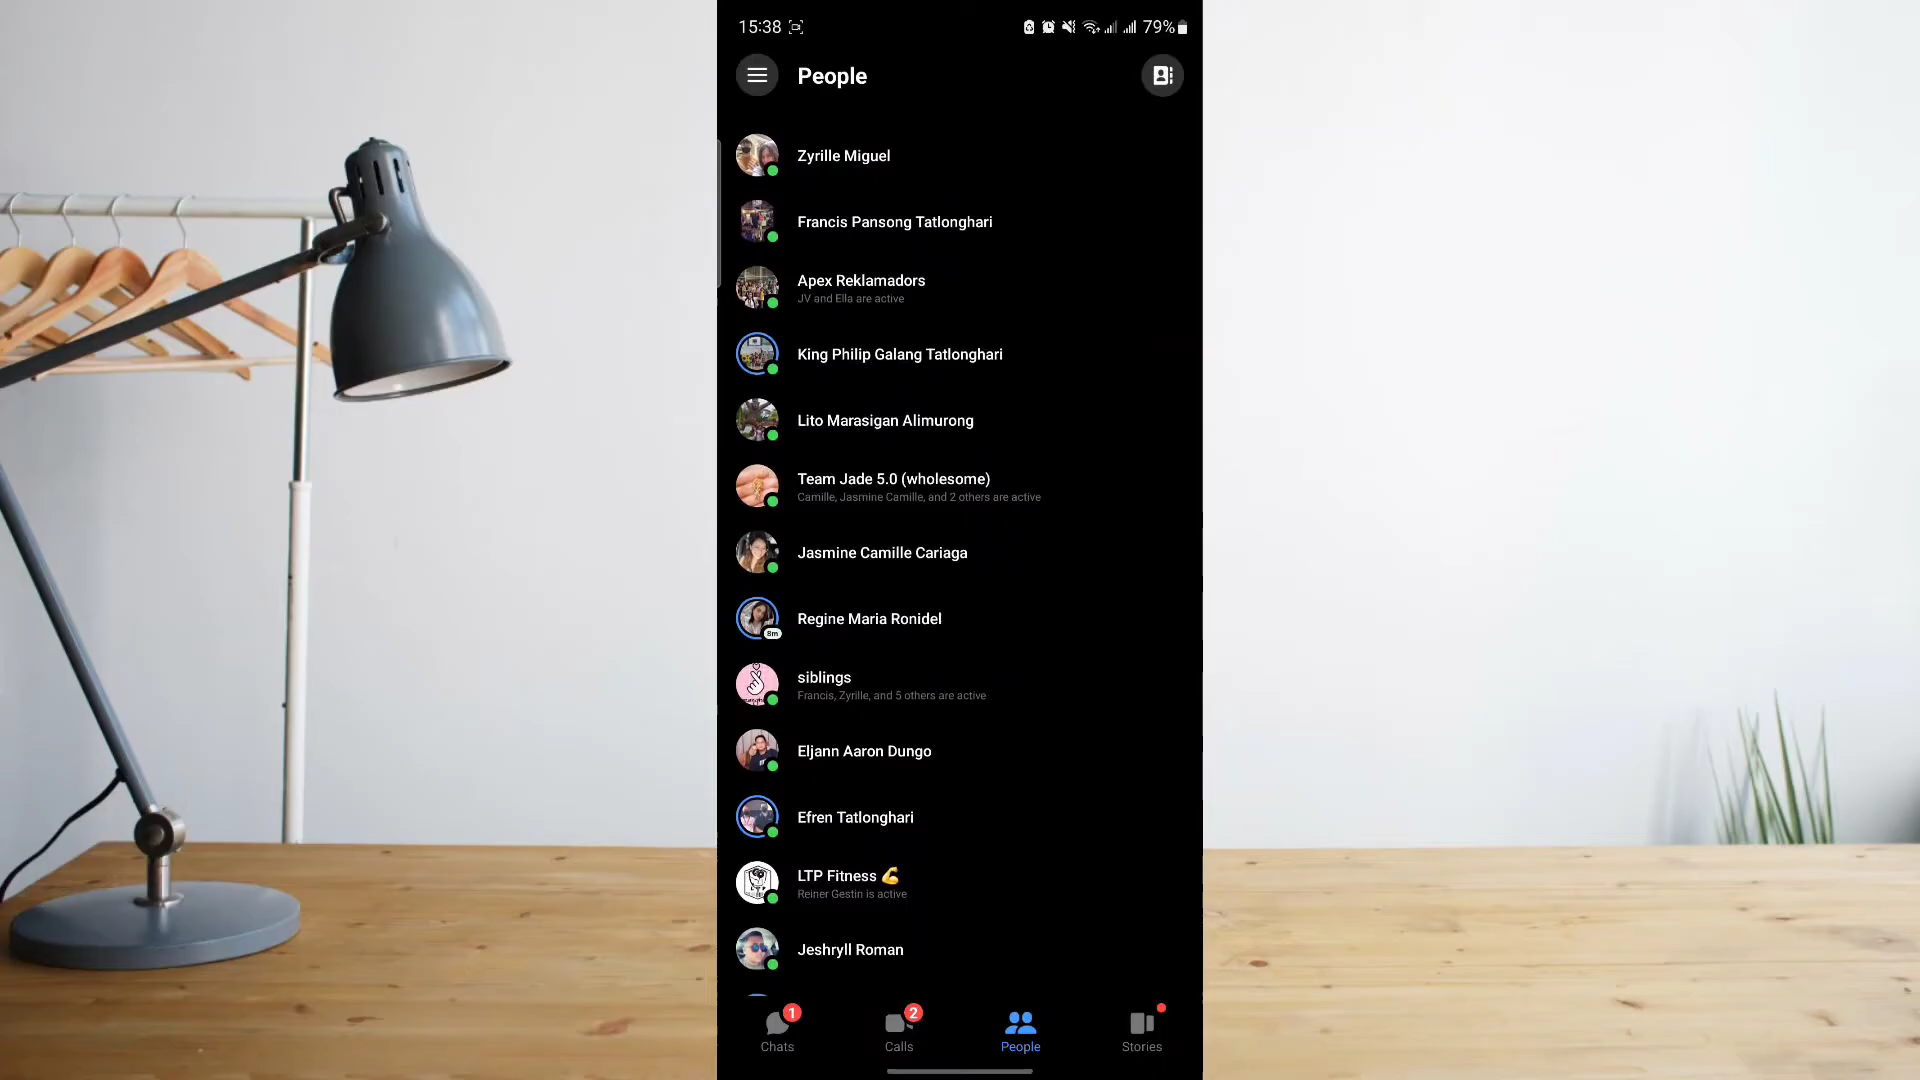 15:38
79%
People
Zyrille Miguel
Francis Pansong Tatlonghari
Apex Reklamadors
JV and Ella are active
King Philip Galang Tatlonghari
Lito Marasigan Alimurong
Team Jade 5.0 (wholesome)
Camille, Jasmine Camille, and 2 others are active
Jasmine Camille Cariaga
Regine Maria Ronidel
8m
siblings
Francis, Zyrille, and 5 others are active
Eljann Aaron Dungo
Efren Tatlonghari
LTP Fitness 💪
Reiner Gestin is active
Jeshryll Roman
1
2
Chats
Calls
People
Stories